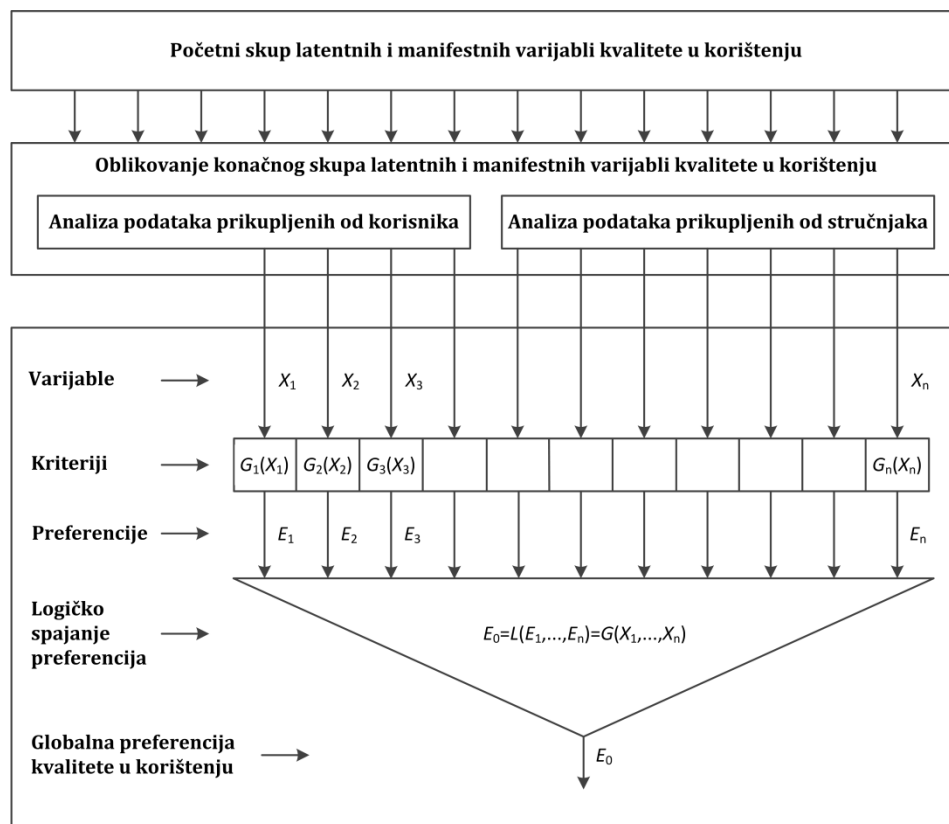 Početni skup latentnih i manifestnih varijabli kvalitete u korištenju
Oblikovanje konačnog skupa latentnih i manifestnih varijabli kvalitete u korištenju
Analiza podataka prikupljenih od korisnika
Analiza podataka prikupljenih od stručnjaka
Varijable
X₁ X₂ X₃ Xₙ
Kriteriji
G₁(X₁) G₂(X₂) G₃(X₃) Gₙ(Xₙ)
Preferencije
E₁ E₂ E₃ Eₙ
Logičko
spajanje
preferencija
E₀=L(E₁,...,Eₙ)=G(X₁,...,Xₙ)
Globalna preferencija
kvalitete u korištenju
E₀